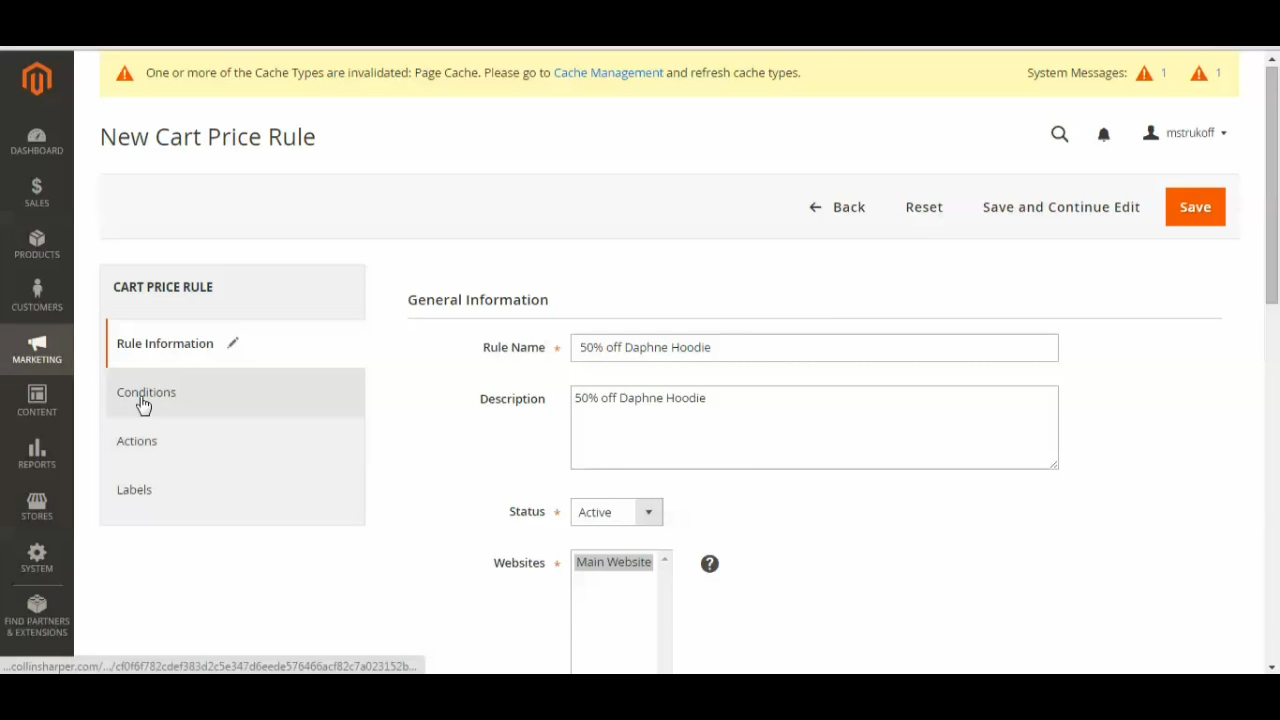 One or more of the Cache Types are invalidated: Page Cache. Please go to Cache Management and refresh cache types.
System Messages: 1 1
New Cart Price Rule
mstrukoff
DASHBOARD
SALES
PRODUCTS
CUSTOMERS
MARKETING
CONTENT
REPORTS
STORES
SYSTEM
FIND PARTNERS
& EXTENSIONS
Back
Reset
Save and Continue Edit
Save
CART PRICE RULE
Rule Information
Conditions
Actions
Labels
General Information
Rule Name * 50% off Daphne Hoodie
Description 50% off Daphne Hoodie
Status * Active
Websites * Main Website
?
...collinsharper.com/.../cf0f6f782cdef383d2c5e347d6eede576466acf82c7a023152b...